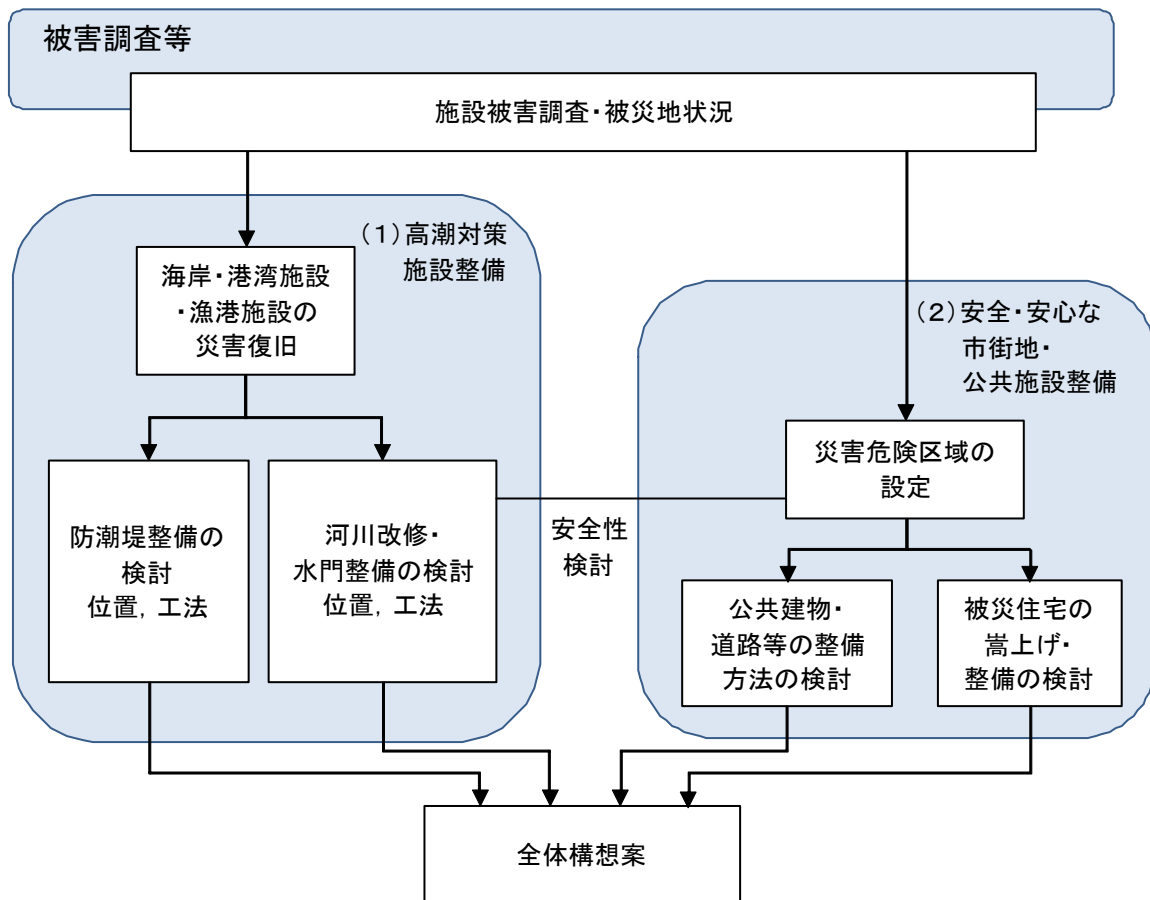 被害調査等
施設被害調査・被災地状況
（１）高潮対策
施設整備
海岸・港湾施設
・漁港施設の
災害復旧
防潮堤整備の
検討
位置，工法
河川改修・
水門整備の検討
位置，工法
安全性
検討
（２）安全・安心な
市街地・
公共施設整備
災害危険区域の
設定
公共建物・
道路等の整備
方法の検討
被災住宅の
嵩上げ・
整備の検討
全体構想案